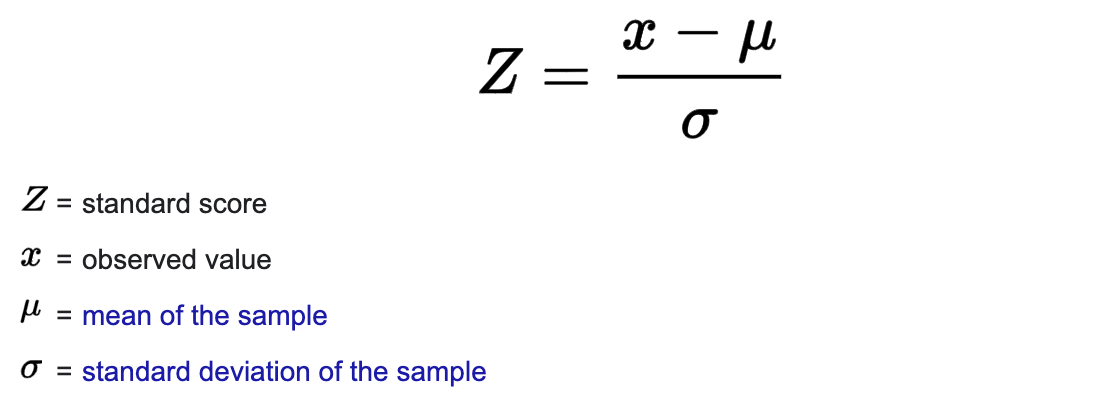 Z = x − μ / σ
Z = standard score
x = observed value
μ = mean of the sample
σ = standard deviation of the sample